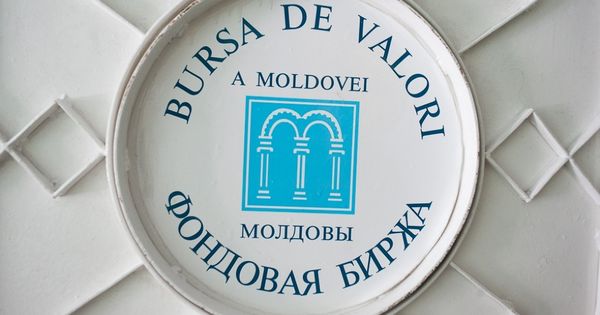 BURSA DE VALORI
A MOLDOVEI
МОЛДОВЫ
ФОНДОВАЯ БИРЖА